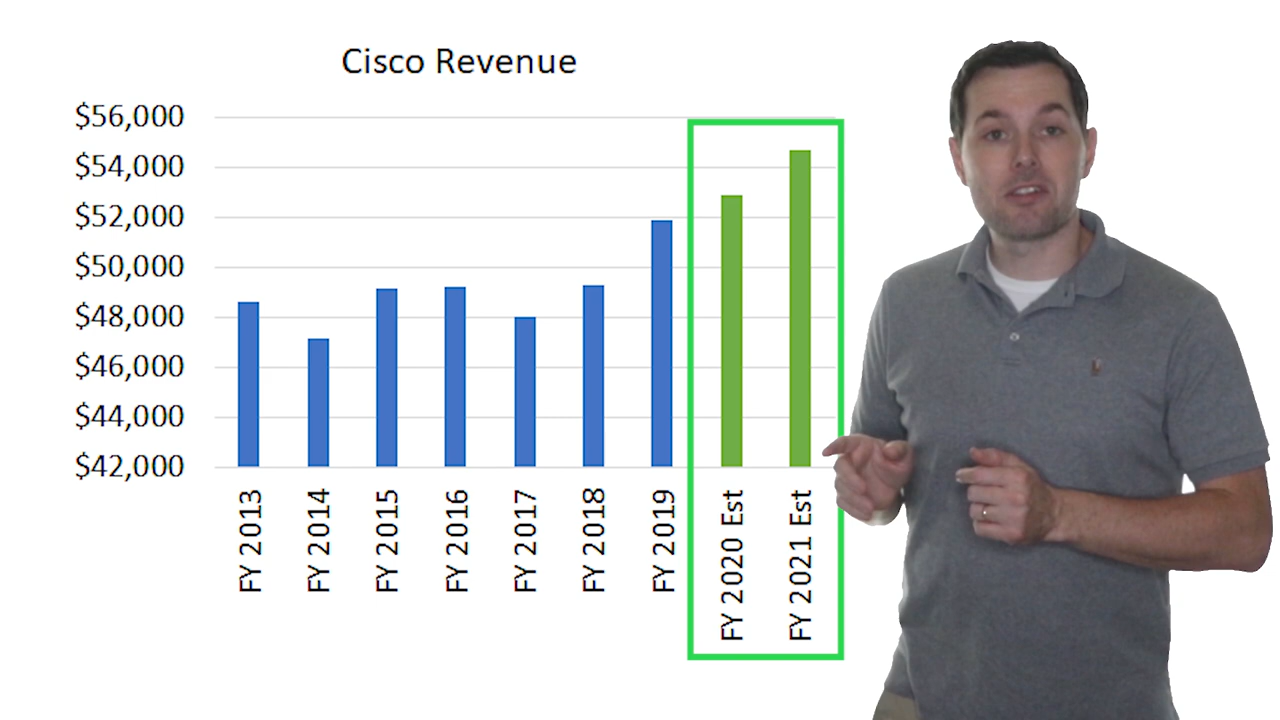 Cisco Revenue
$56,000
$54,000
$52,000
$50,000
$48,000
$46,000
$44,000
$42,000
FY 2013
FY 2014
FY 2015
FY 2016
FY 2017
FY 2018
FY 2019
FY 2020 Est
FY 2021 Est